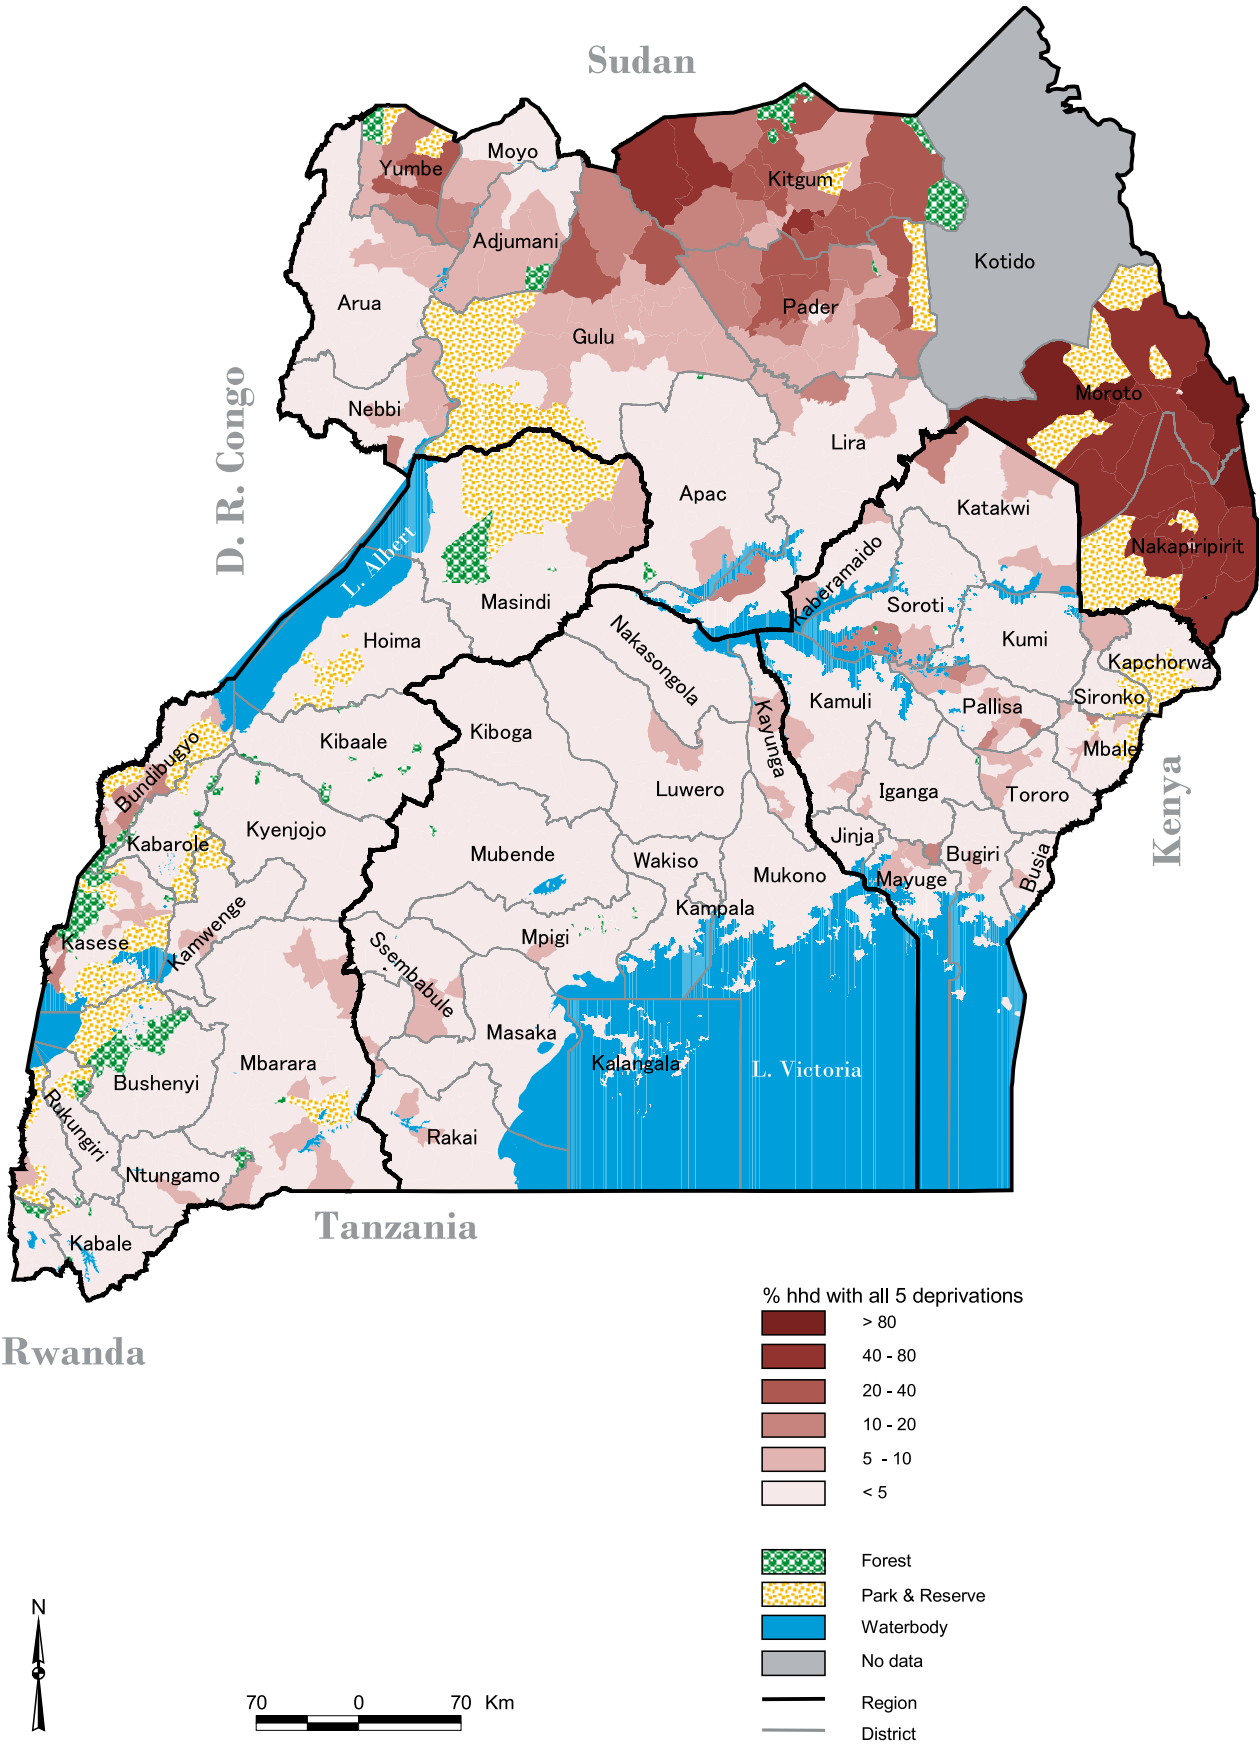 Sudan
Moyo
Yumbe
Kitgum
Adjumani
Kotido
Arua
Pader
Gulu
Moroto
Nebbi
D. R. Congo
Lira
Apac
Katakwi
Nakapiripirit
L. Albert
Kaberamaido
Masindi
Soroti
Hoima
Nakasongola
Kumi
Kapchorwa
Sironko
Kamuli
Pallisa
Kayunga
Kiboga
Kibaale
Mbale
Bundibugyo
Luwero
Iganga
Tororo
Kenya
Kyenjojo
Kabarole
Jinja
Mubende
Wakiso
Bugiri
Busia
Mukono
Mayuge
Kampala
Kamwenge
Mpigi
Kasese
Ssembabule
Masaka
Mbarara
Kalangala
L. Victoria
Bushenyi
Rukungiri
Rakai
Ntungamo
Kabale
Tanzania
Rwanda
% hhd with all 5 deprivations
> 80
40 - 80
20 - 40
10 - 20
5 - 10
< 5
Forest
Park & Reserve
Waterbody
No data
Region
District
N
70 0 70 Km